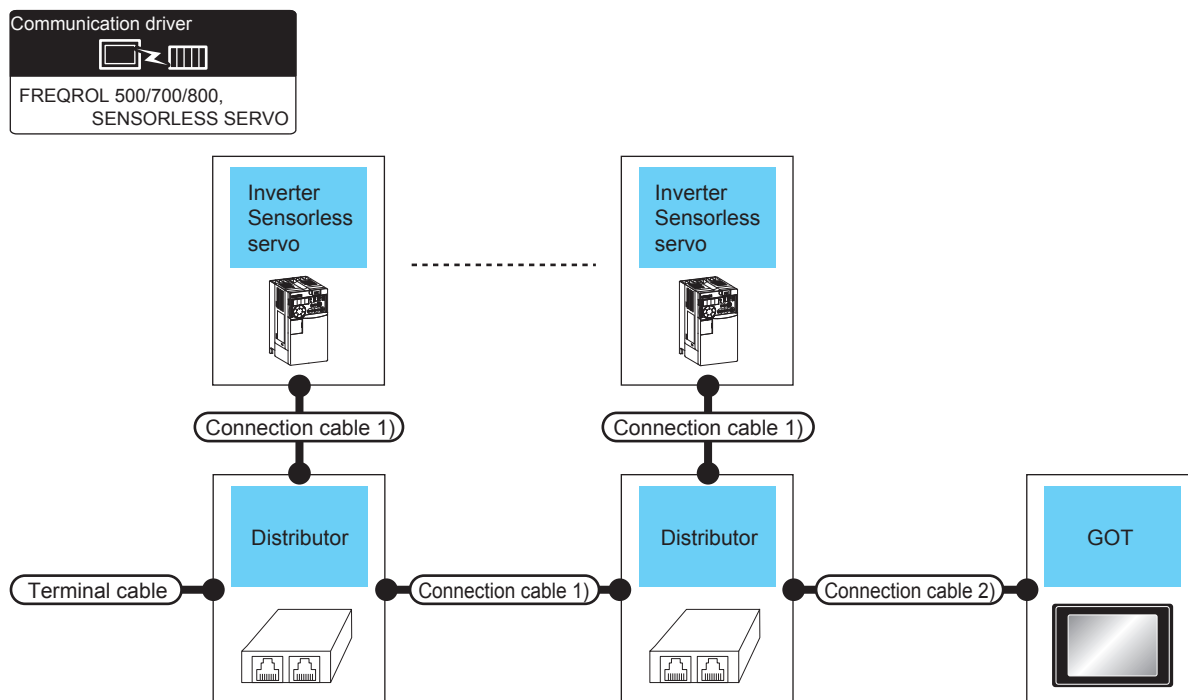 Communication driver
FREQROL 500/700/800,
SENSORLESS SERVO
Inverter
Sensorless
servo
Inverter
Sensorless
servo
Connection cable 1)
Connection cable 1)
Distributor
Distributor
GOT
Terminal cable
Connection cable 1)
Connection cable 2)